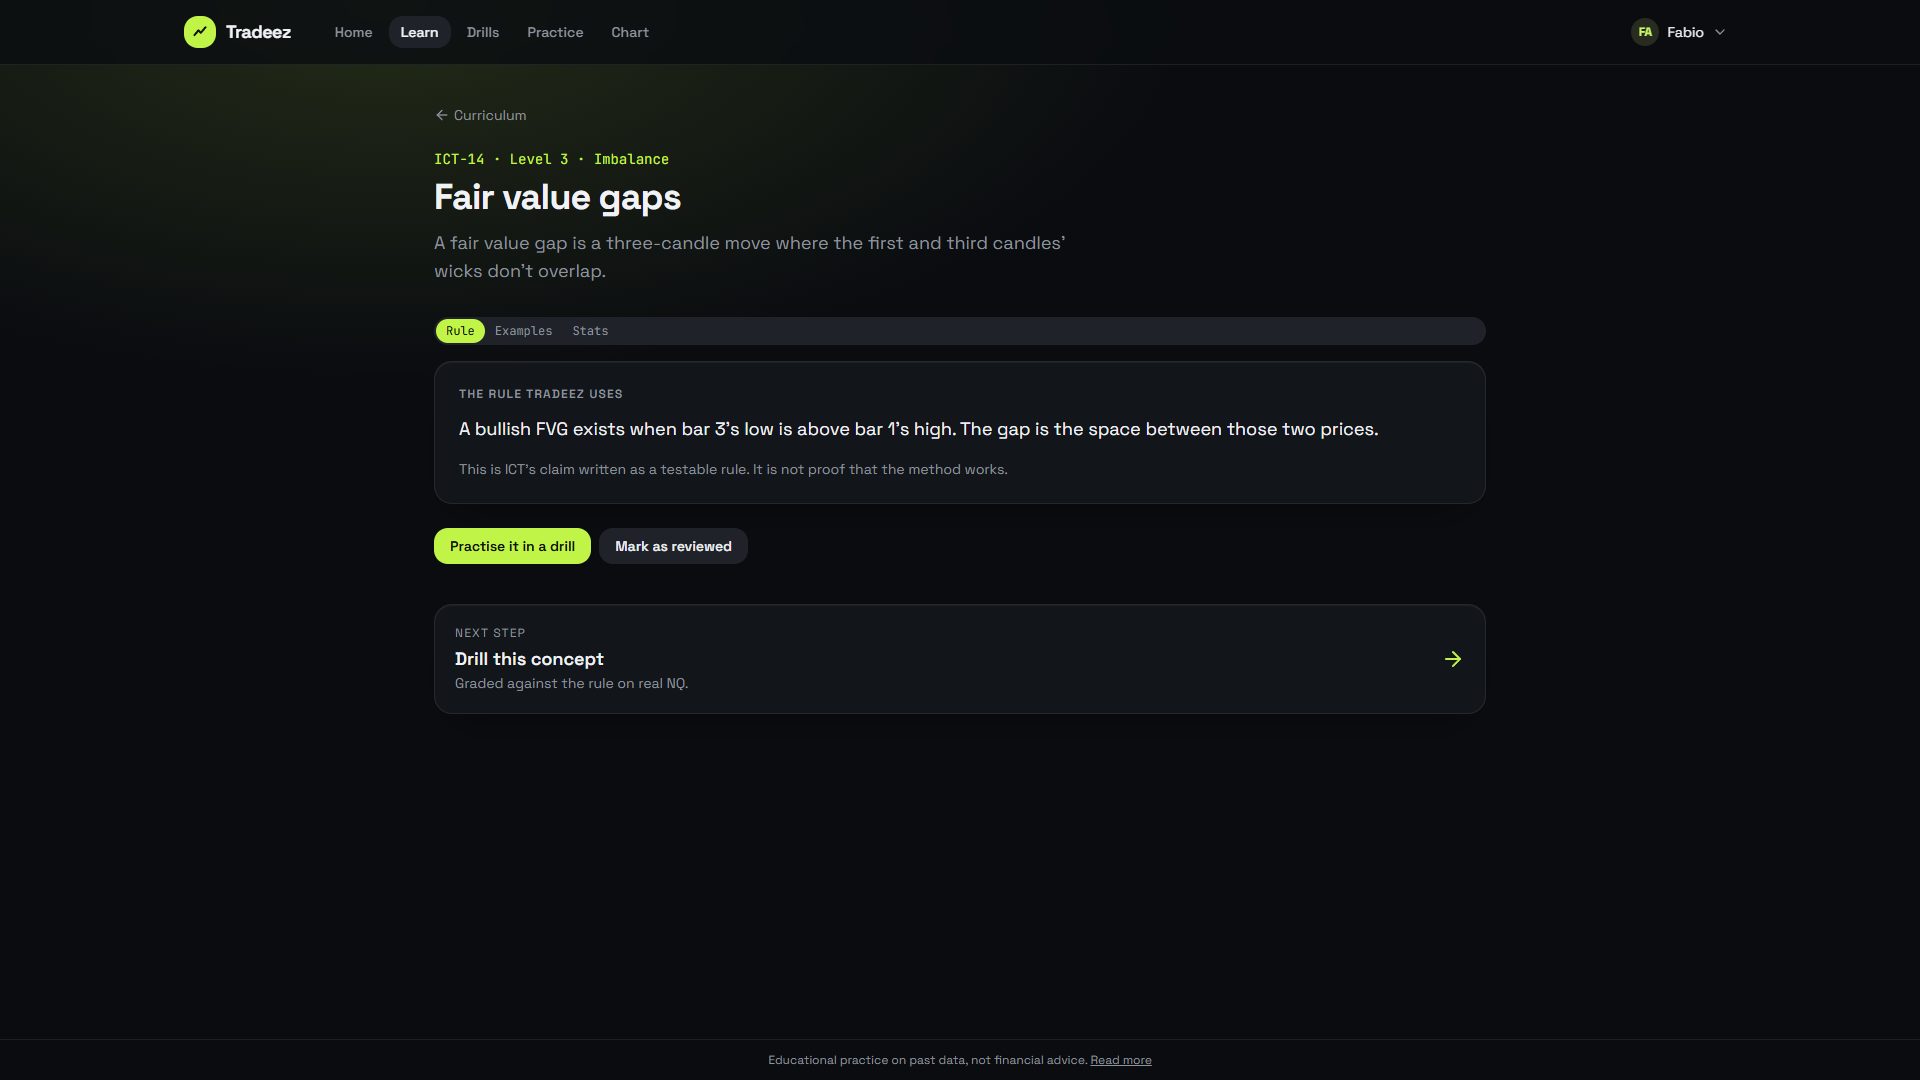 Tradeez
Home
Learn
Drills
Practice
Chart
FA
Fabio
Curriculum
ICT-14 · Level 3 · Imbalance
Fair value gaps
A fair value gap is a three-candle move where the first and third candles’
wicks don’t overlap.
Rule
Examples
Stats
THE RULE TRADEEZ USES
A bullish FVG exists when bar 3’s low is above bar 1’s high. The gap is the space between those two prices.
This is ICT’s claim written as a testable rule. It is not proof that the method works.
Practise it in a drill
Mark as reviewed
NEXT STEP
Drill this concept
Graded against the rule on real NQ.
Educational practice on past data, not financial advice. Read more